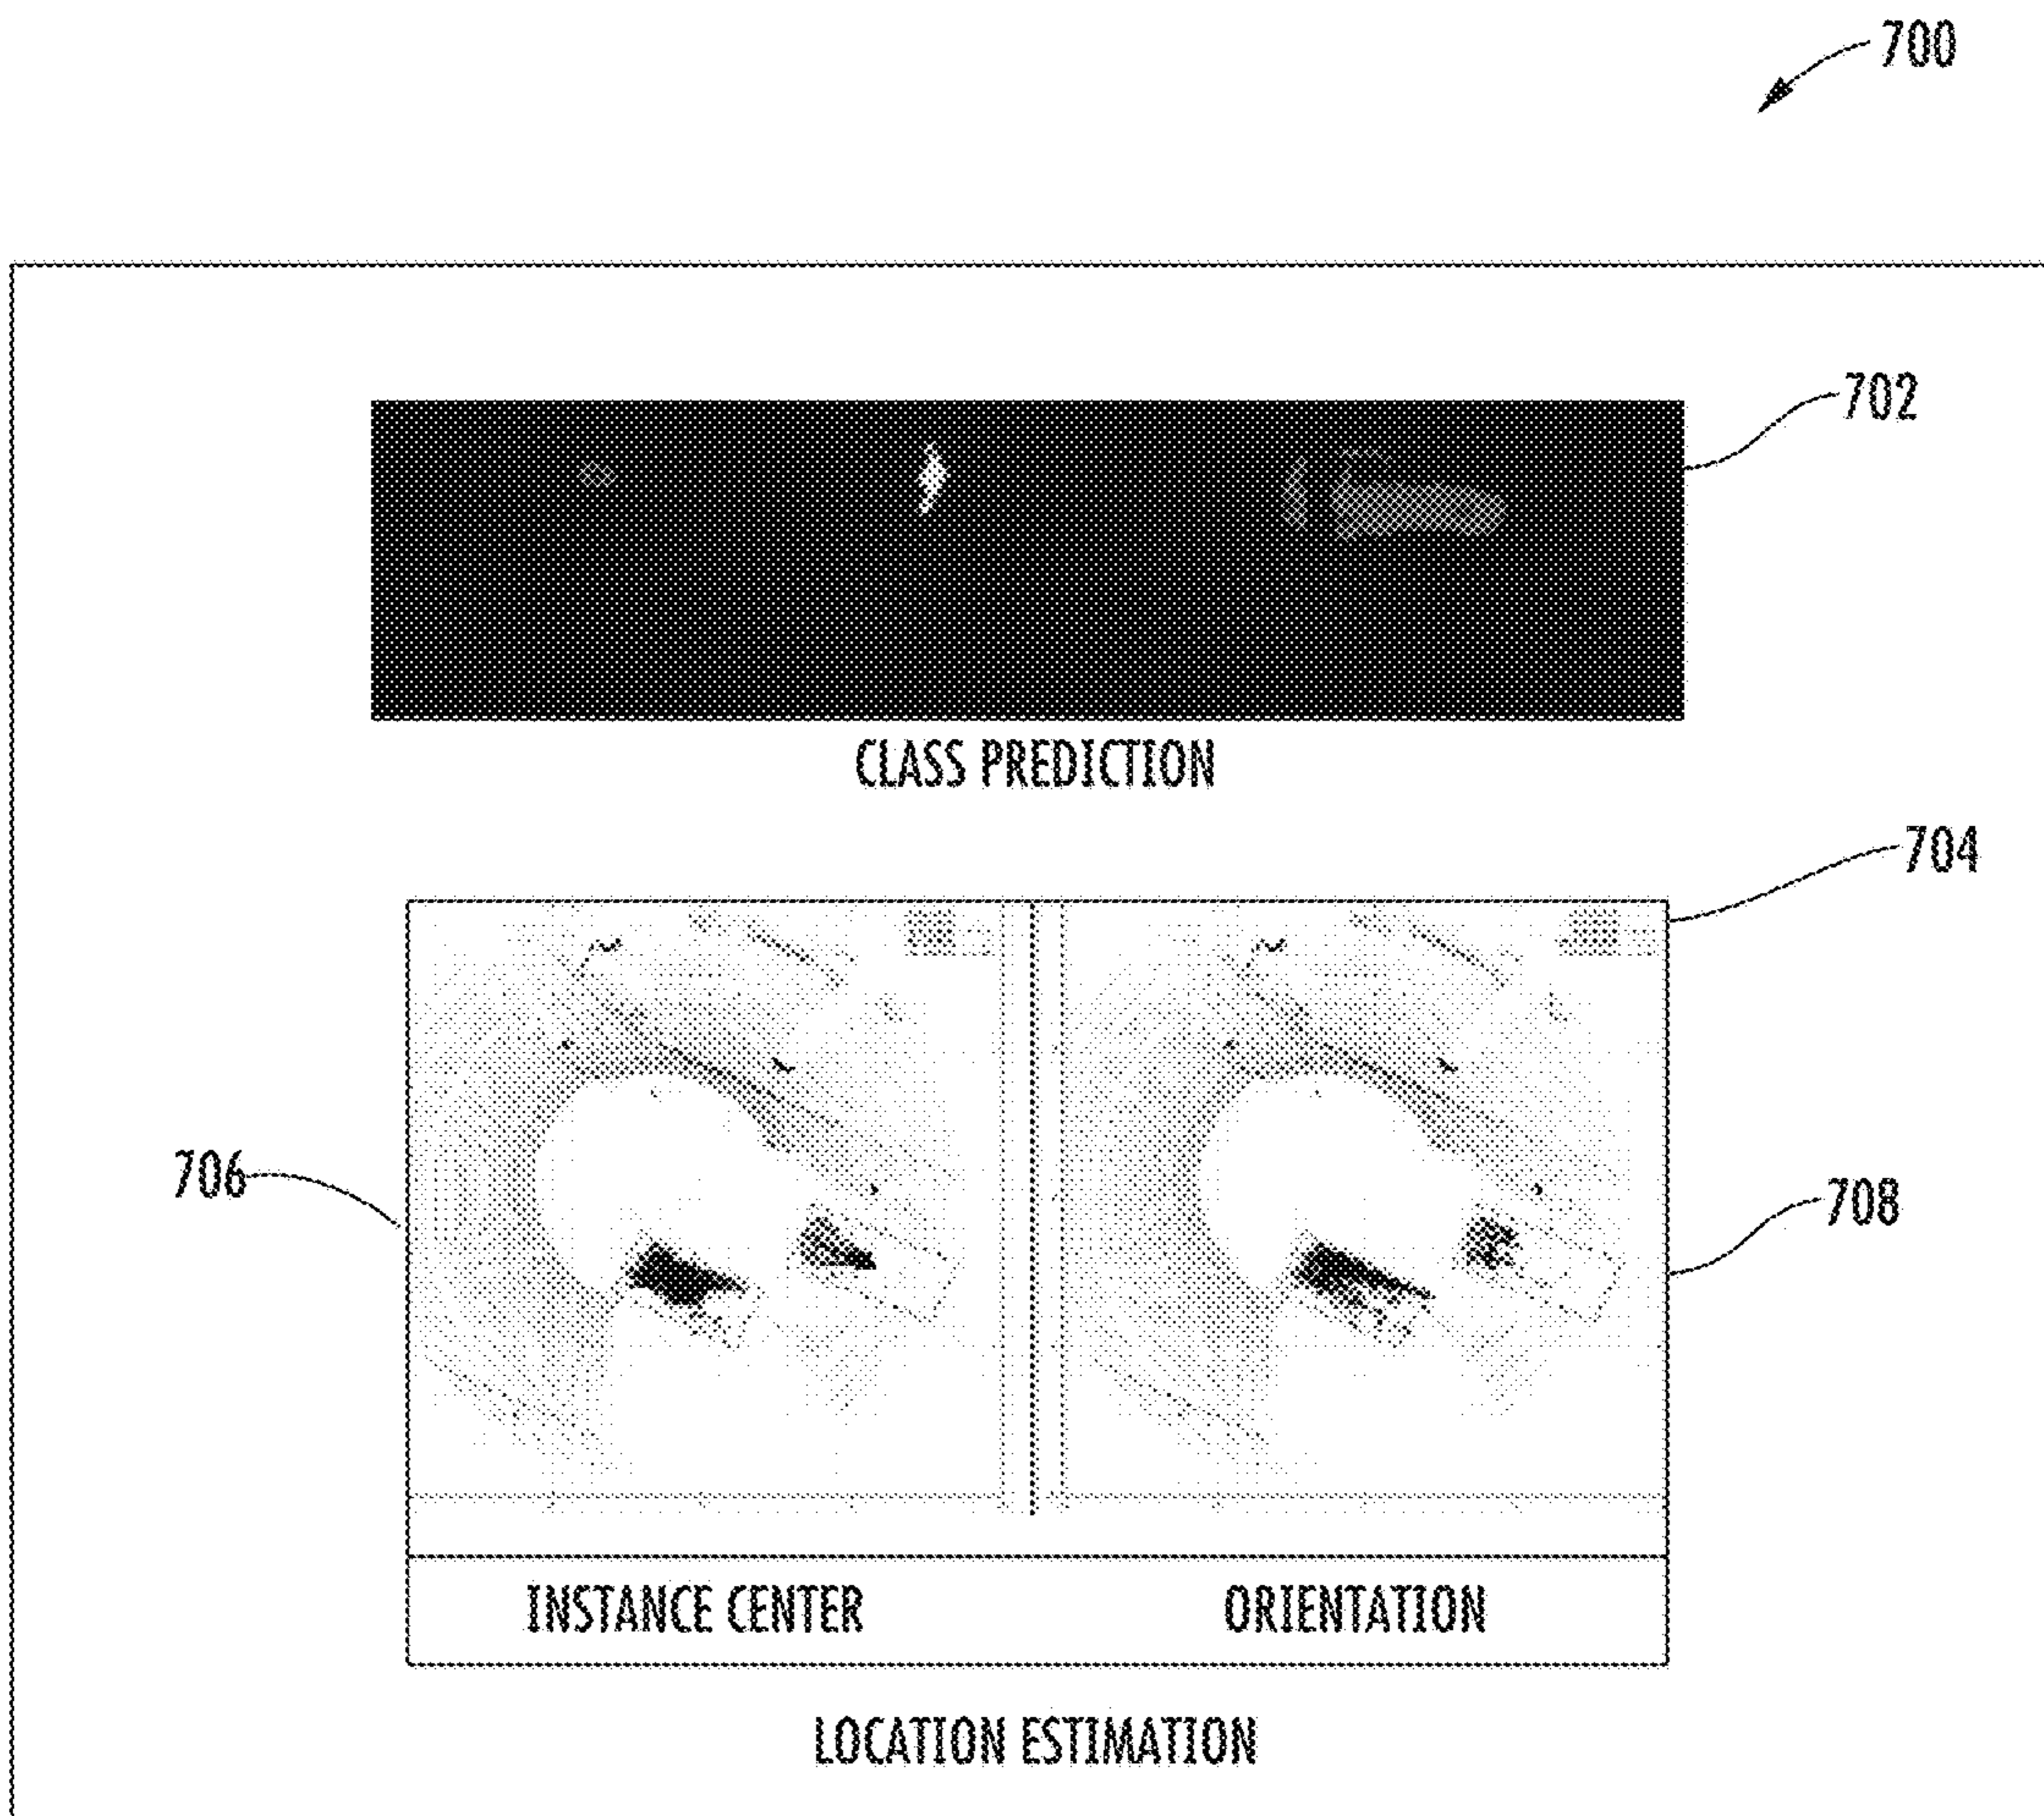 700
702
CLASS PREDICTION
704
706
708
INSTANCE CENTER
ORIENTATION
LOCATION ESTIMATION